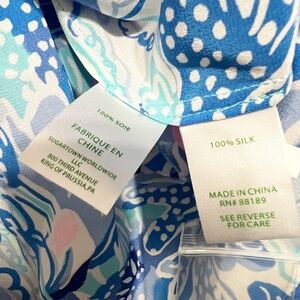 100% SOIE
FABRIQUE EN
CHINE
SUGARTOWN WORLDWIDE
LLC
800 THIRD AVENUE
KING OF PRUSSIA,PA
100% SILK
MADE IN CHINA
RN# 88189
SEE REVERSE
FOR CARE